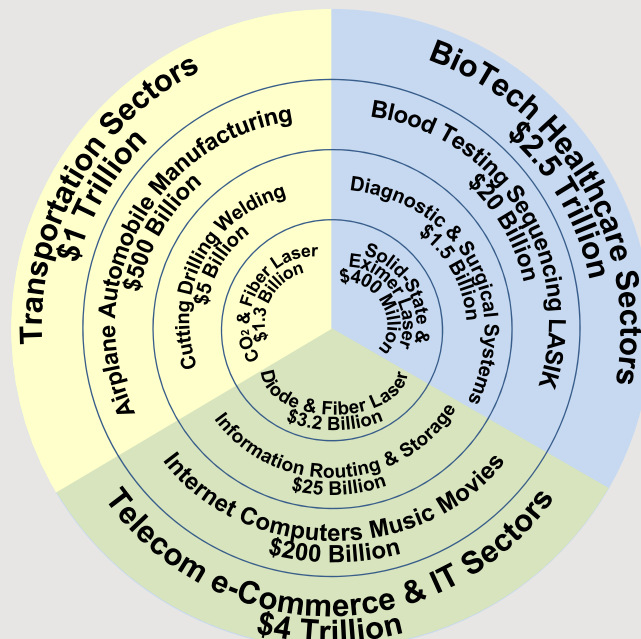 Transportation Sectors
$1 Trillion
Airplane Automobile Manufacturing
$500 Billion
Cutting Drilling Welding
$5 Billion
CO2 & Fiber Laser
$1.3 Billion
BioTech Healthcare Sectors
$2.5 Trillion
Blood Testing Sequencing LASIK
$20 Billion
Diagnostic & Surgical Systems
$1.5 Billion
Solid-State &
Eximer Laser
$400 Million
Diode & Fiber Laser
$3.2 Billion
Information Routing & Storage
$25 Billion
Internet Computers Music Movies
$200 Billion
Telecom e-Commerce & IT Sectors
$4 Trillion